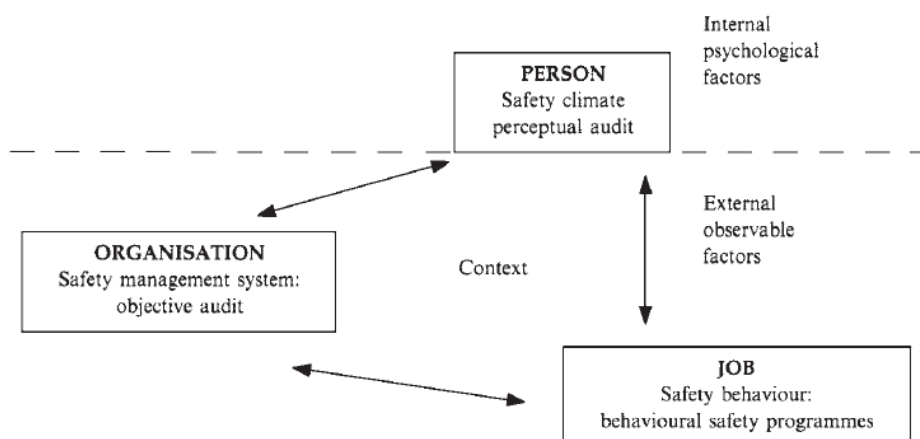 Internal
psychological
factors
PERSON
Safety climate
perceptual audit
External
observable
factors
ORGANISATION
Safety management system:
objective audit
Context
JOB
Safety behaviour:
behavioural safety programmes